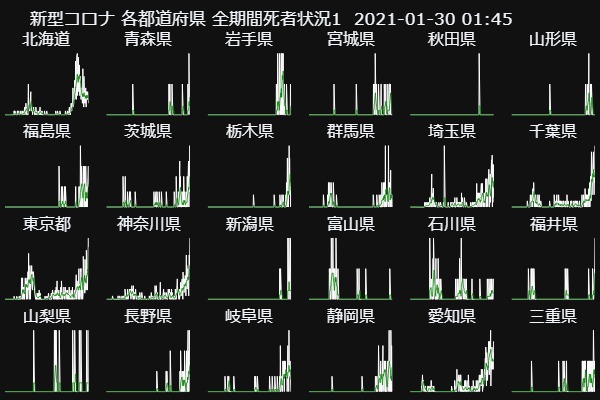 新型コロナ 各都道府県 全期間死者状況1 2021-01-30 01:45
北海道 青森県 岩手県 宮城県 秋田県 山形県
福島県 茨城県 栃木県 群馬県 埼玉県 千葉県
東京都 神奈川県 新潟県 富山県 石川県 福井県
山梨県 長野県 岐阜県 静岡県 愛知県 三重県